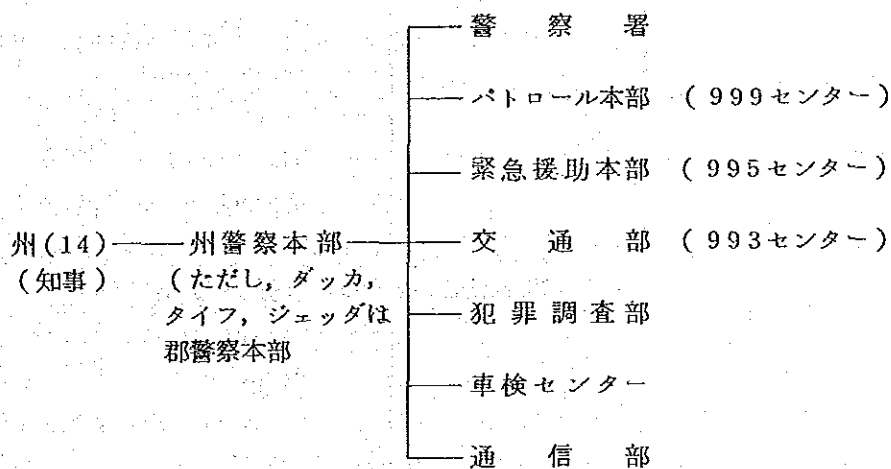 警察署
パトロール本部 (999センター)
緊急援助本部 (995センター)
州(14) 州警察本部 交通部 (993センター)
(知事) (ただし,ダッカ,
タイフ,ジェッダは
郡警察本部
犯罪調査部
車検センター
通信部